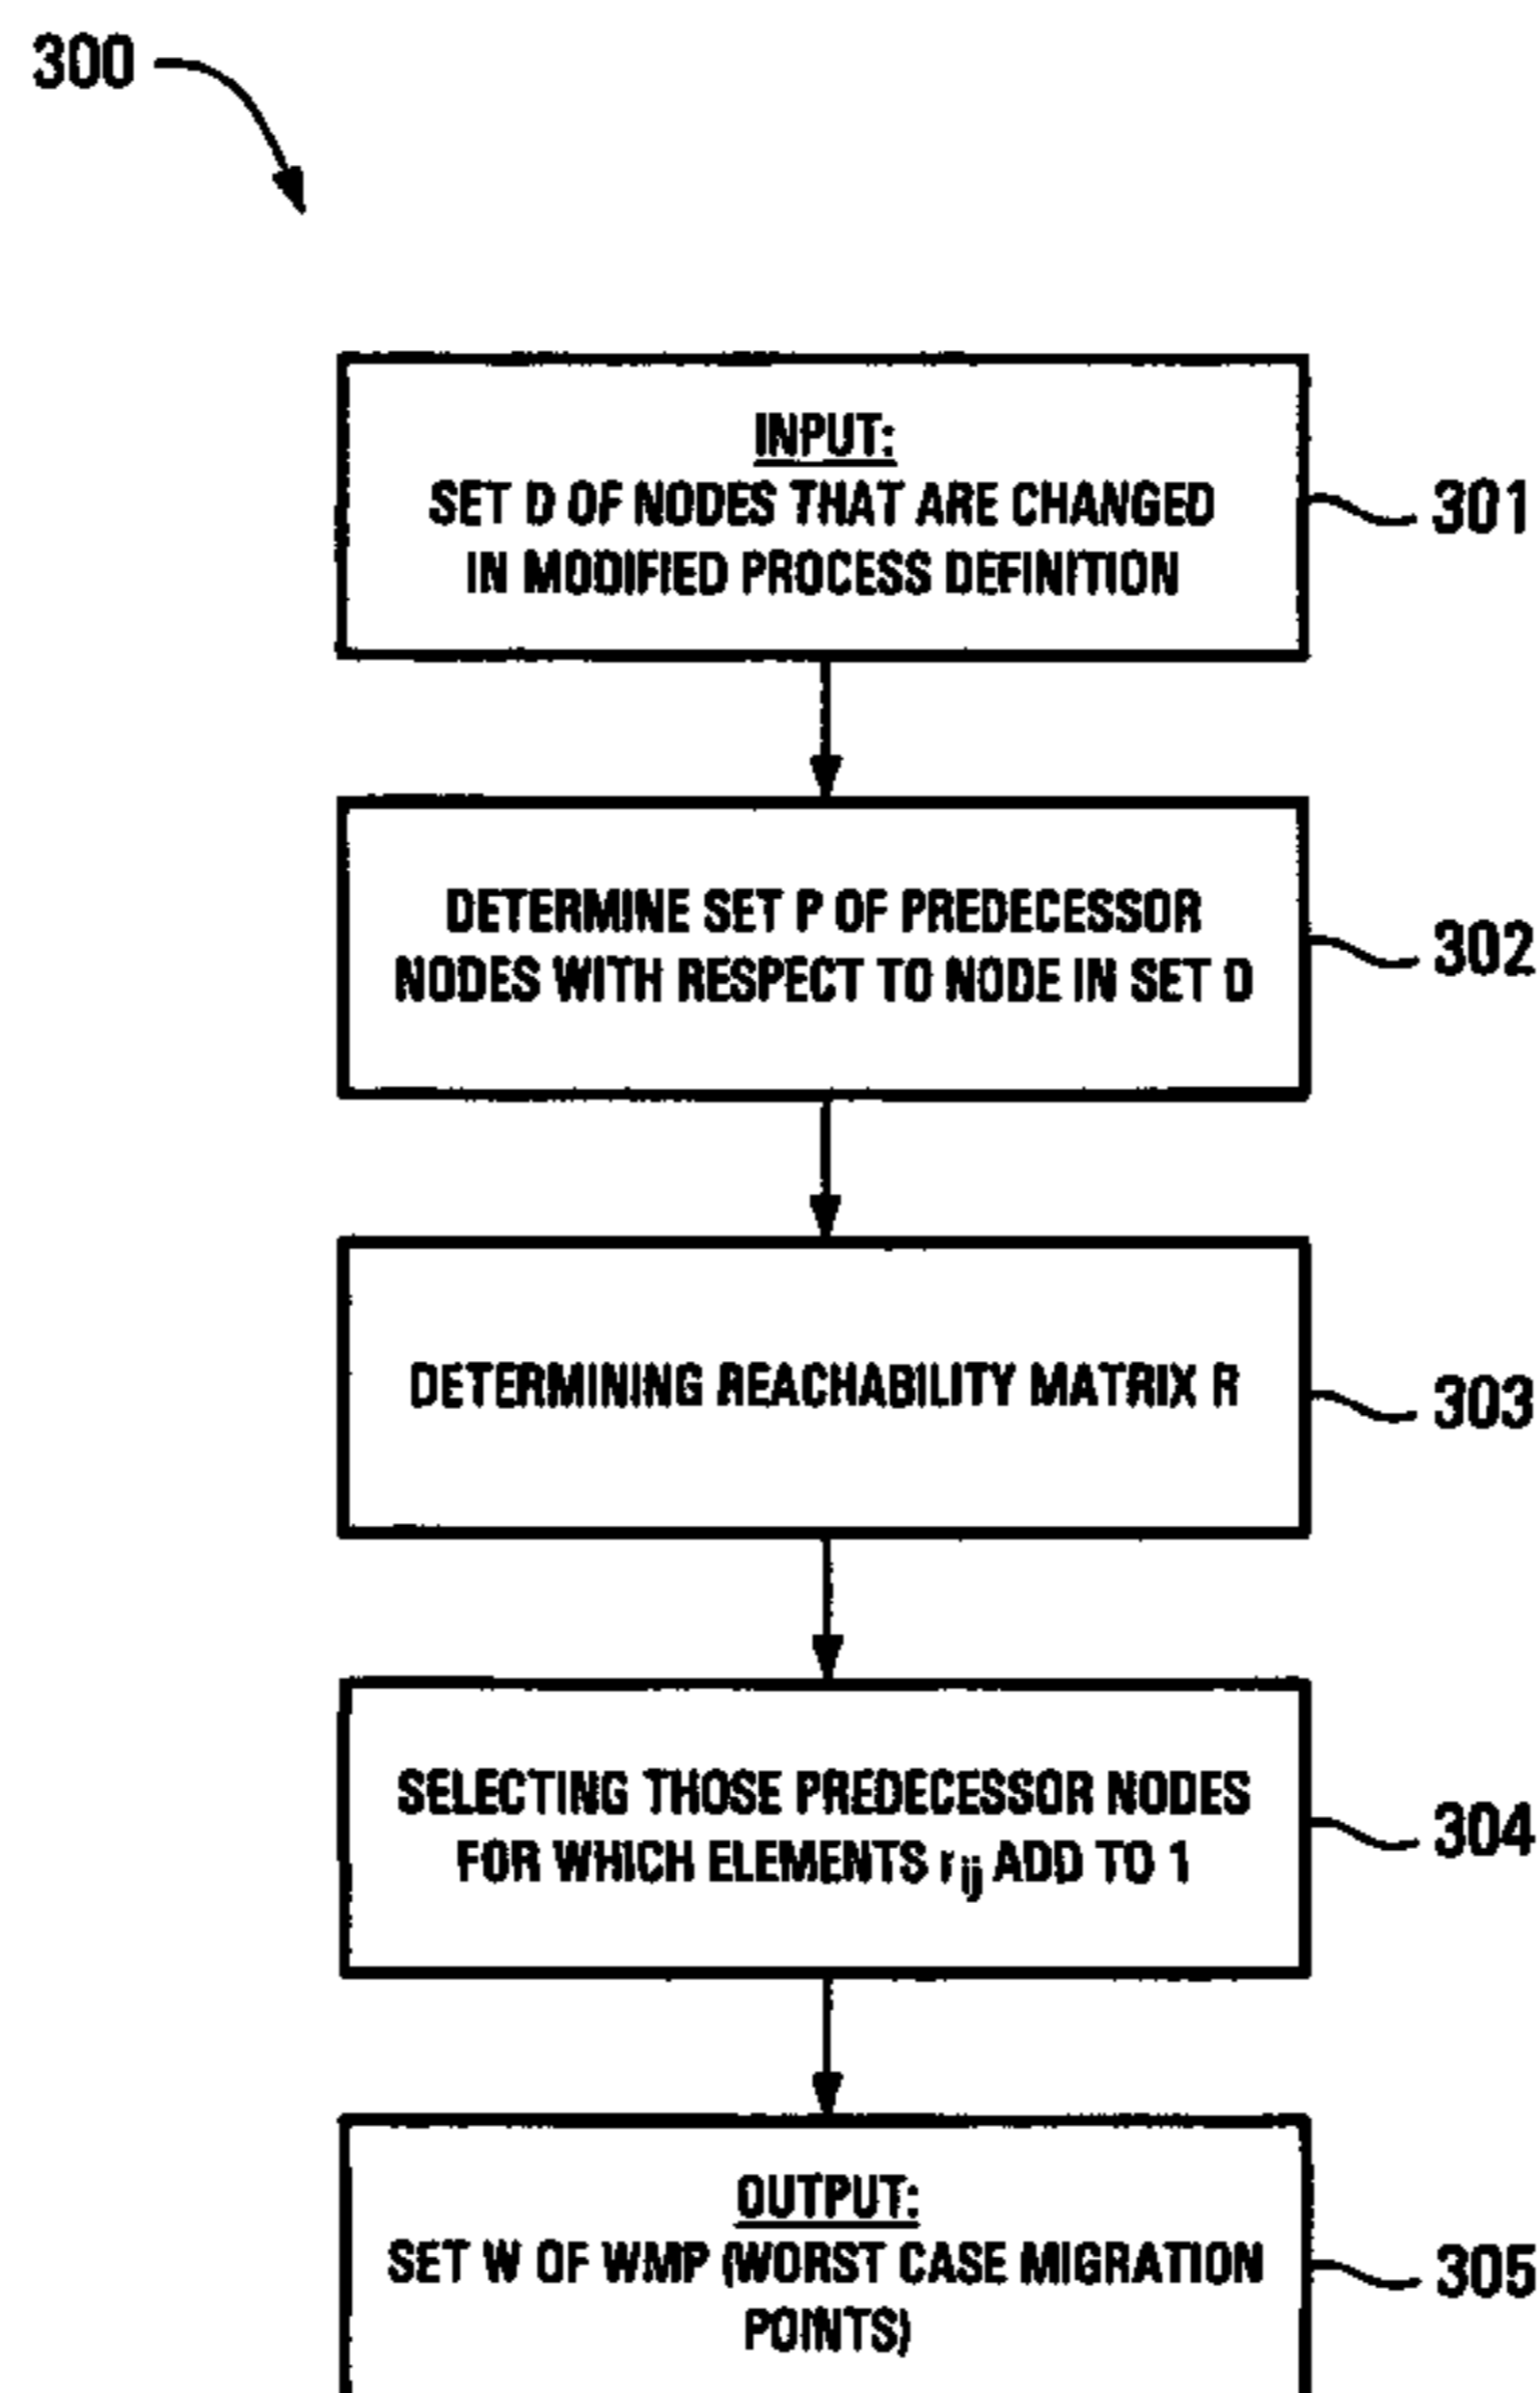 300
INPUT:
SET D OF NODES THAT ARE CHANGED
IN MODIFIED PROCESS DEFINITION
301
DETERMINE SET P OF PREDECESSOR
NODES WITH RESPECT TO NODE IN SET D
302
DETERMINING REACHABILITY MATRIX R
303
SELECTING THOSE PREDECESSOR NODES
FOR WHICH ELEMENTS rij ADD TO 1
304
OUTPUT:
SET W OF WMP (WORST CASE MIGRATION
POINTS)
305